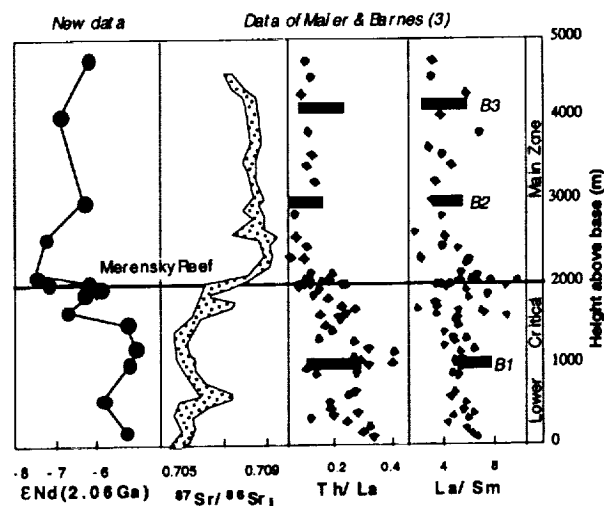 New data Data of Maier & Barnes (3)
5000
B3
4000
B2
3000
Merensky Reef
2000
B1
1000
0
Height above base (m)
Main Zone
Critical
Lower
-8 -7 -6
0.705 0.709
0.2 0.4
4 8
εNd(2.06Ga) ⁸⁷Sr/⁸⁶Srᵢ Th/La La/Sm